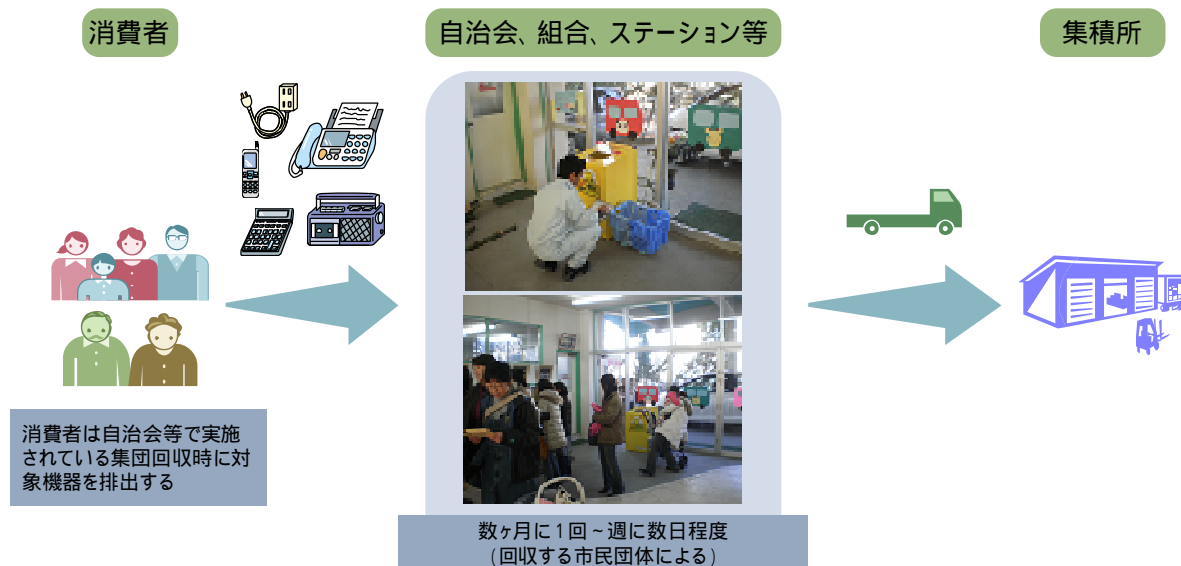 消費者
自治会、組合、ステーション等
集積所
消費者は自治会等で実施
されている集団回収時に対
象機器を排出する
数ヶ月に1回~週に数日程度
(回収する市民団体による)